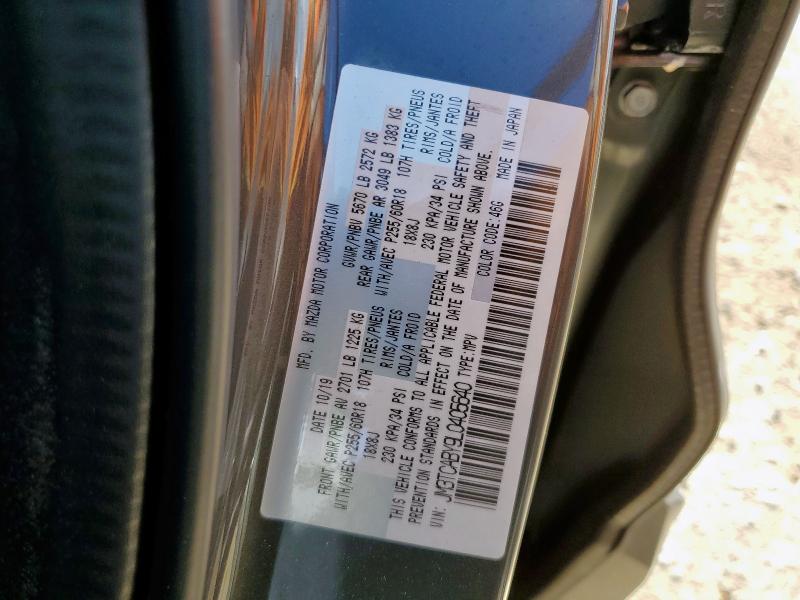 MFD. BY MAZDA MOTOR CORPORATION
DATE 10/19 GVWR/PNBV 5670 LB 2572 KG
FRONT GAWR/PNBE AV 2701 LB 1225 KG REAR GAWR/PNBE AR 3049 LB 1383 KG
WITH/AVEC P255/60R18 107H TIRES/PNEUS WITH/AVEC P255/60R18 107H TIRES/PNEUS
18X8J RIMS/JANTES 18X8J RIMS/JANTES
230 KPA/34 PSI COLD/A FROID 230 KPA/34 PSI COLD/A FROID
THIS VEHICLE CONFORMS TO ALL APPLICABLE FEDERAL MOTOR VEHICLE SAFETY AND THEFT
PREVENTION STANDARDS IN EFFECT ON THE DATE OF MANUFACTURE SHOWN ABOVE.
VIN: JM3TCABY9L0406640 TYPE:MPV COLOR CODE:46G MADE IN JAPAN